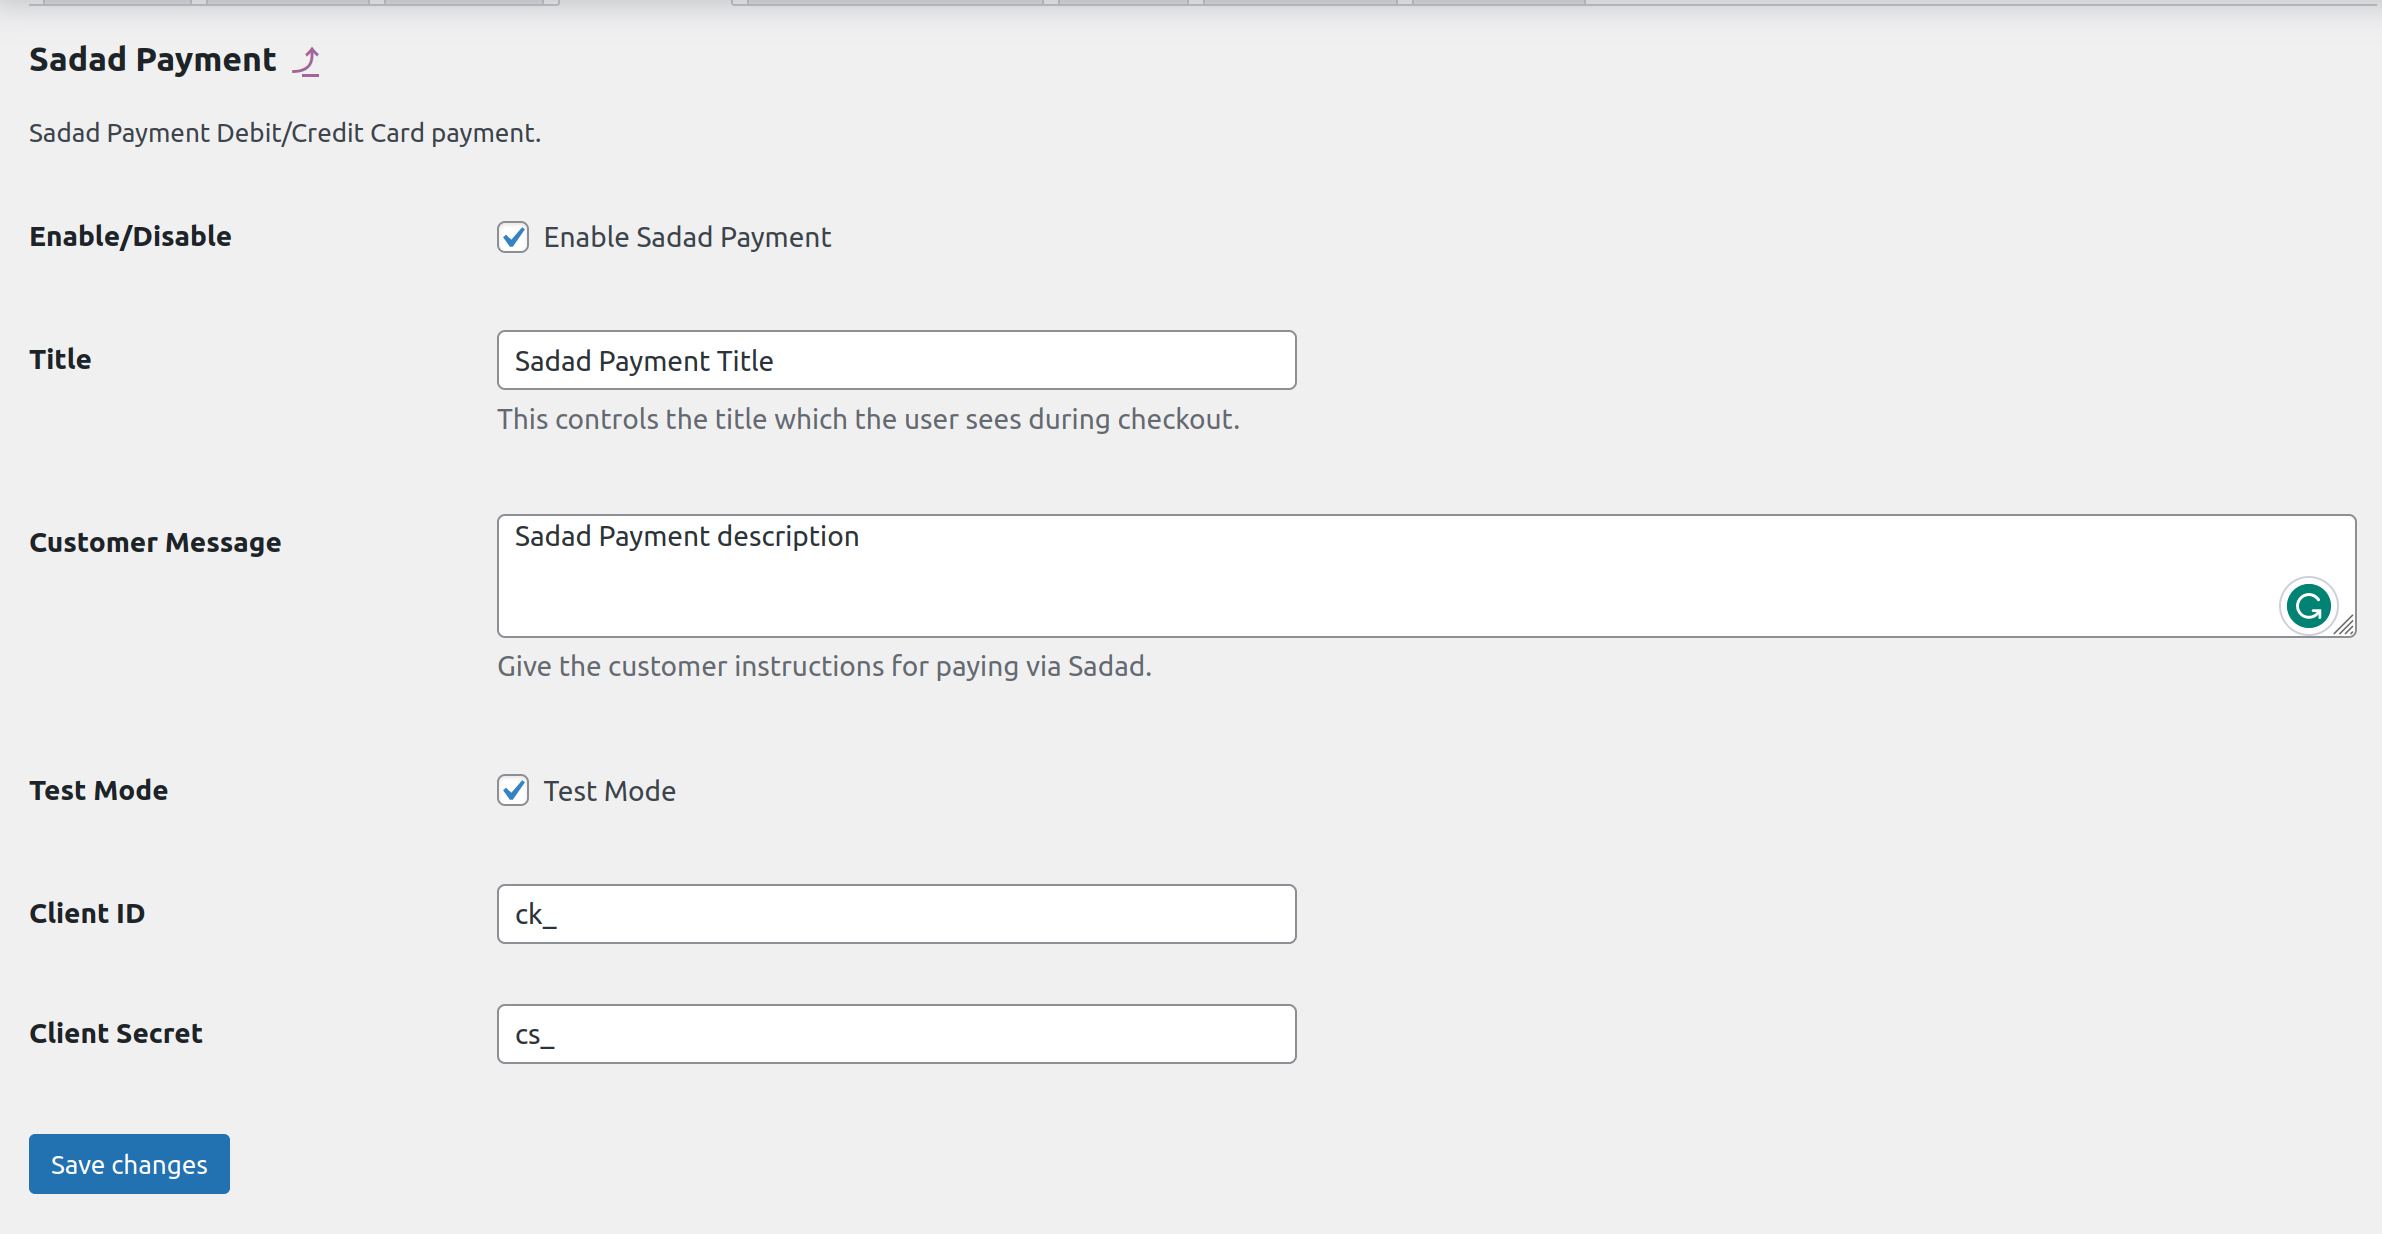 Sadad Payment
Sadad Payment Debit/Credit Card payment.
Enable/Disable
Enable Sadad Payment
Title
Sadad Payment Title
This controls the title which the user sees during checkout.
Customer Message
Sadad Payment description
Give the customer instructions for paying via Sadad.
Test Mode
Test Mode
Client ID
ck_
Client Secret
cs_
Save changes